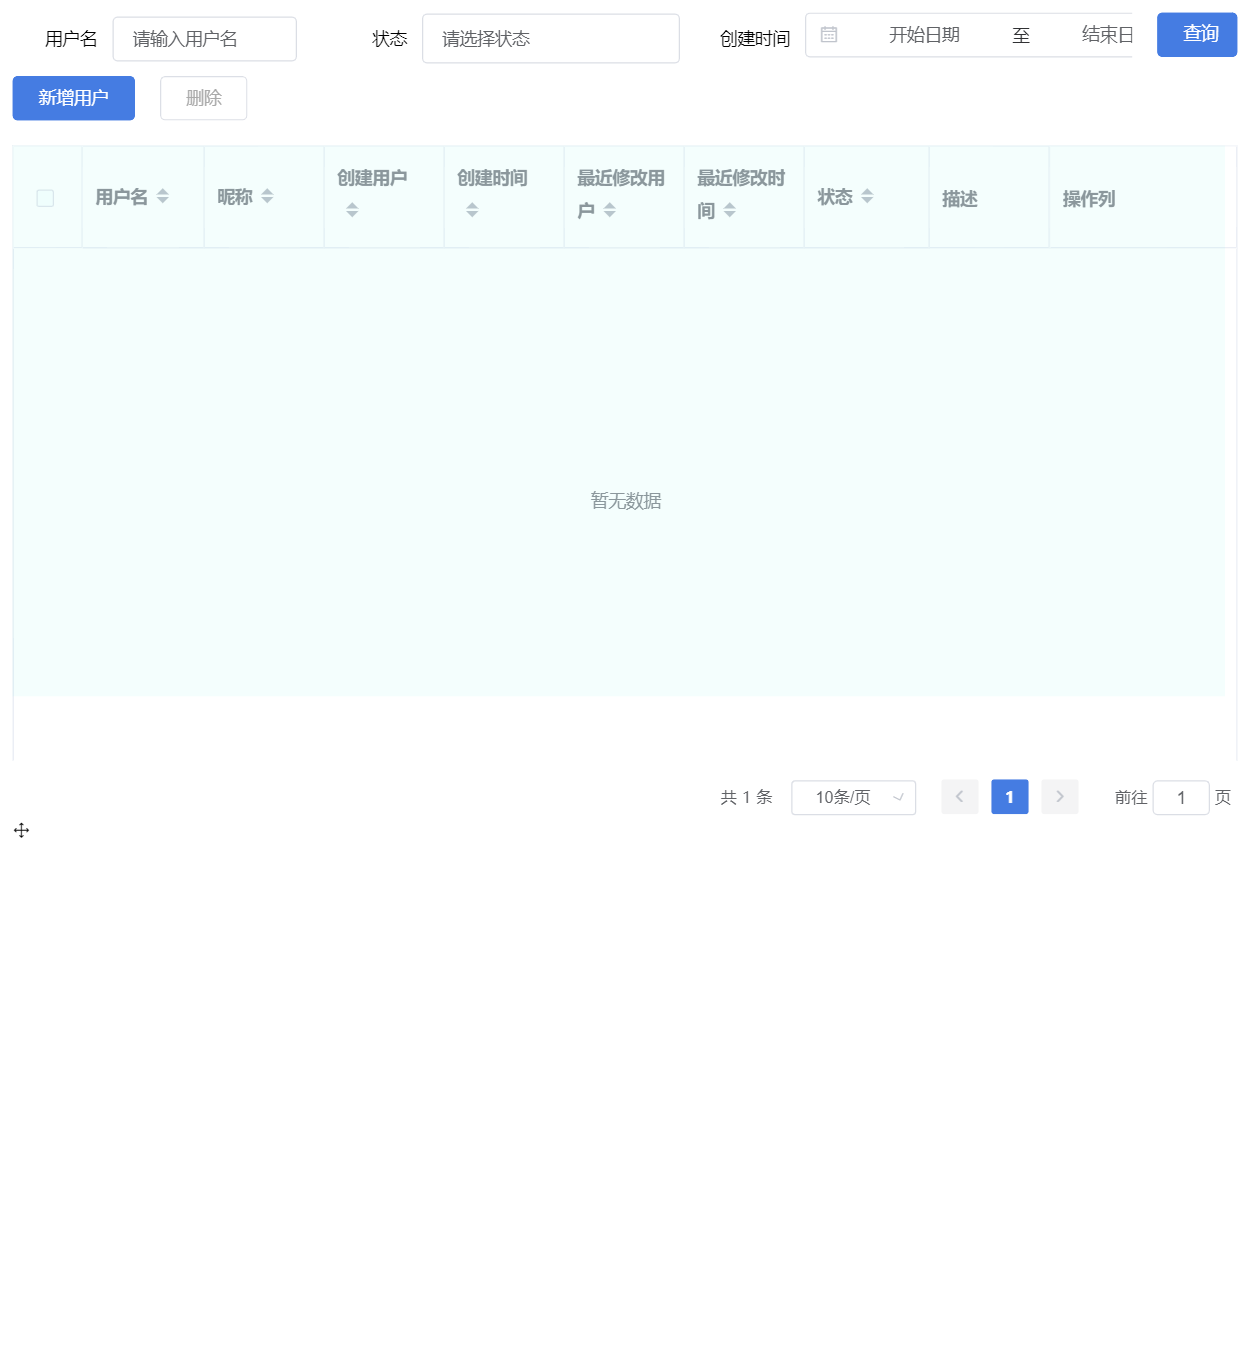 用户名 请输入用户名 状态 请选择状态 创建时间 开始日期 至 结束日 查询
新增用户 删除
用户名 昵称 创建用户 创建时间 最近修改用户 最近修改时间 状态 描述 操作列
暂无数据
共 1 条 10条/页 1 前往 1 页